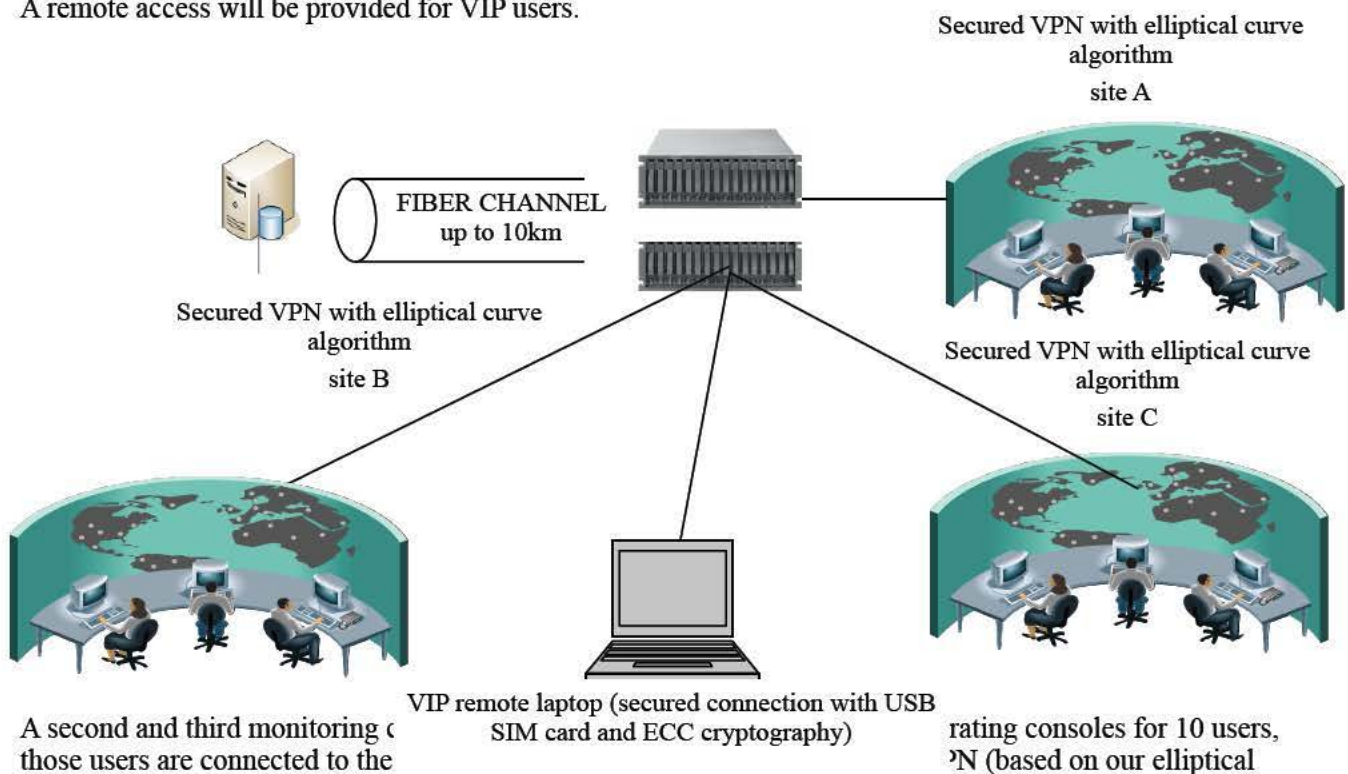 A remote access will be provided for VIP users.
Secured VPN with elliptical curve
algorithm
site A
FIBER CHANNEL
up to 10km
Secured VPN with elliptical curve
algorithm
site B
Secured VPN with elliptical curve
algorithm
site C
VIP remote laptop (secured connection with USB
SIM card and ECC cryptography)
A second and third monitoring rating consoles for 10 users,
those users are connected to the PN (based on our elliptical